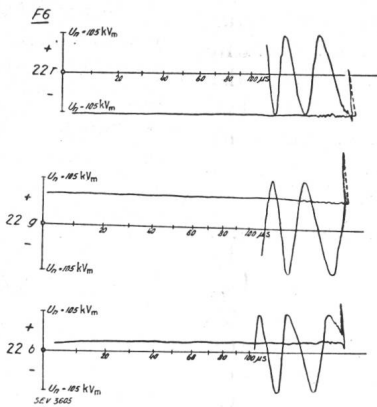 F6
Un = 105 kVm
+
22 r
20 40 60 80 100 µs
-
Un = 105 kVm
Un = 105 kVm
+
22 g
20 40 60 80 100 µs
-
Un = 105 kVm
Un = 105 kVm
+
22 b
20 40 60 80 100 µs
-
Un = 105 kVm
SEV 3605